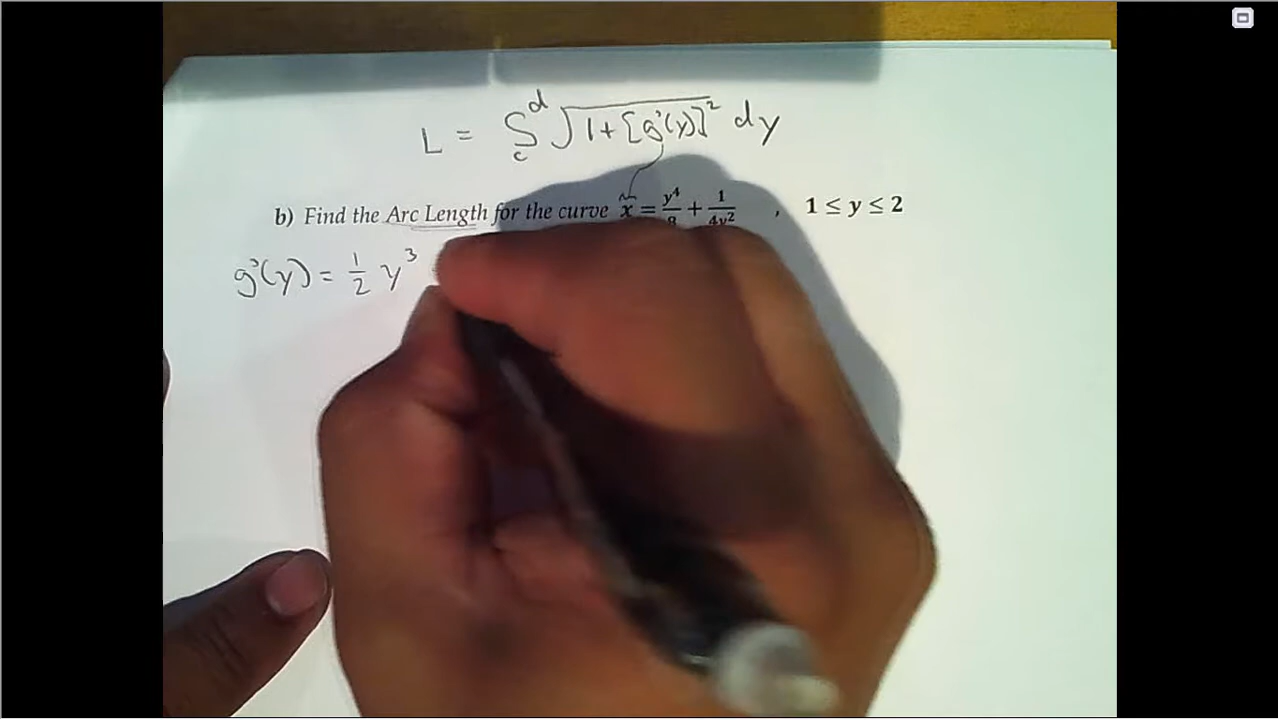 L = ∫_c^d √(1 + [g'(y)]²) dy
b) Find the Arc Length for the curve x = y⁴/8 + 1/4y² , 1 ≤ y ≤ 2
g'(y) = 1/2 y³